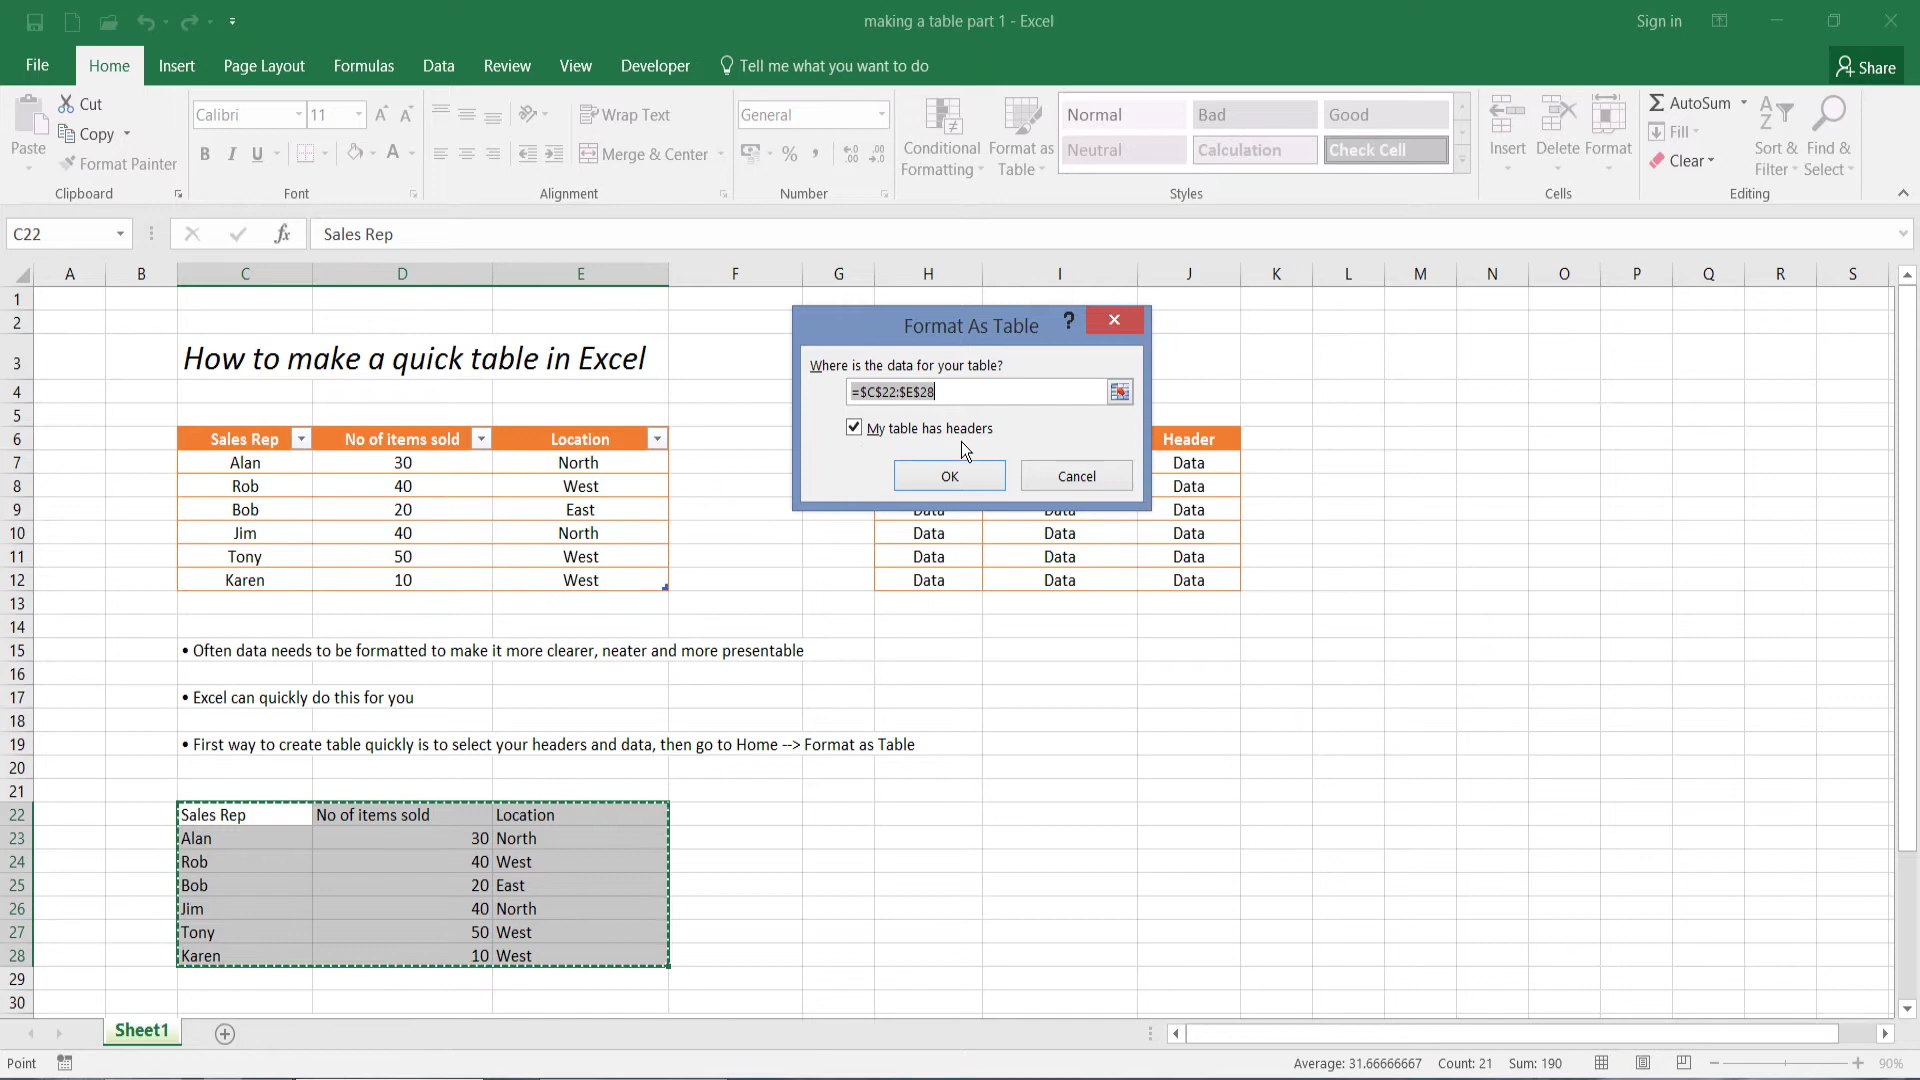 making a table part 1 - Excel
Sign in
File Home Insert Page Layout Formulas Data Review View Developer Tell me what you want to do Share
Paste Cut Copy Format Painter Clipboard
Calibri 11 B I U A Font
Wrap Text Merge & Center Alignment
General % , Number
Conditional Formatting Format as Table
Normal Bad Good
Neutral Calculation Check Cell
Styles
Insert Delete Format Cells
AutoSum Fill Clear Sort & Filter Find & Select Editing
C22 fx Sales Rep
A B C D E F G H I J K L M N O P Q R S
1
2
3 How to make a quick table in Excel
4
5
6 Sales Rep No of items sold Location Header
7 Alan 30 North Data
8 Rob 40 West Data
9 Bob 20 East Data Data Data
10 Jim 40 North Data Data Data
11 Tony 50 West Data Data Data
12 Karen 10 West Data Data Data
13
14
15 • Often data needs to be formatted to make it more clearer, neater and more presentable
16
17 • Excel can quickly do this for you
18
19 • First way to create table quickly is to select your headers and data, then go to Home --> Format as Table
20
21
22 Sales Rep No of items sold Location
23 Alan 30 North
24 Rob 40 West
25 Bob 20 East
26 Jim 40 North
27 Tony 50 West
28 Karen 10 West
29
30
Format As Table ?
Where is the data for your table?
=$C$22:$E$28
My table has headers
OK Cancel
Sheet1
Point Average: 31.66666667 Count: 21 Sum: 190 90%